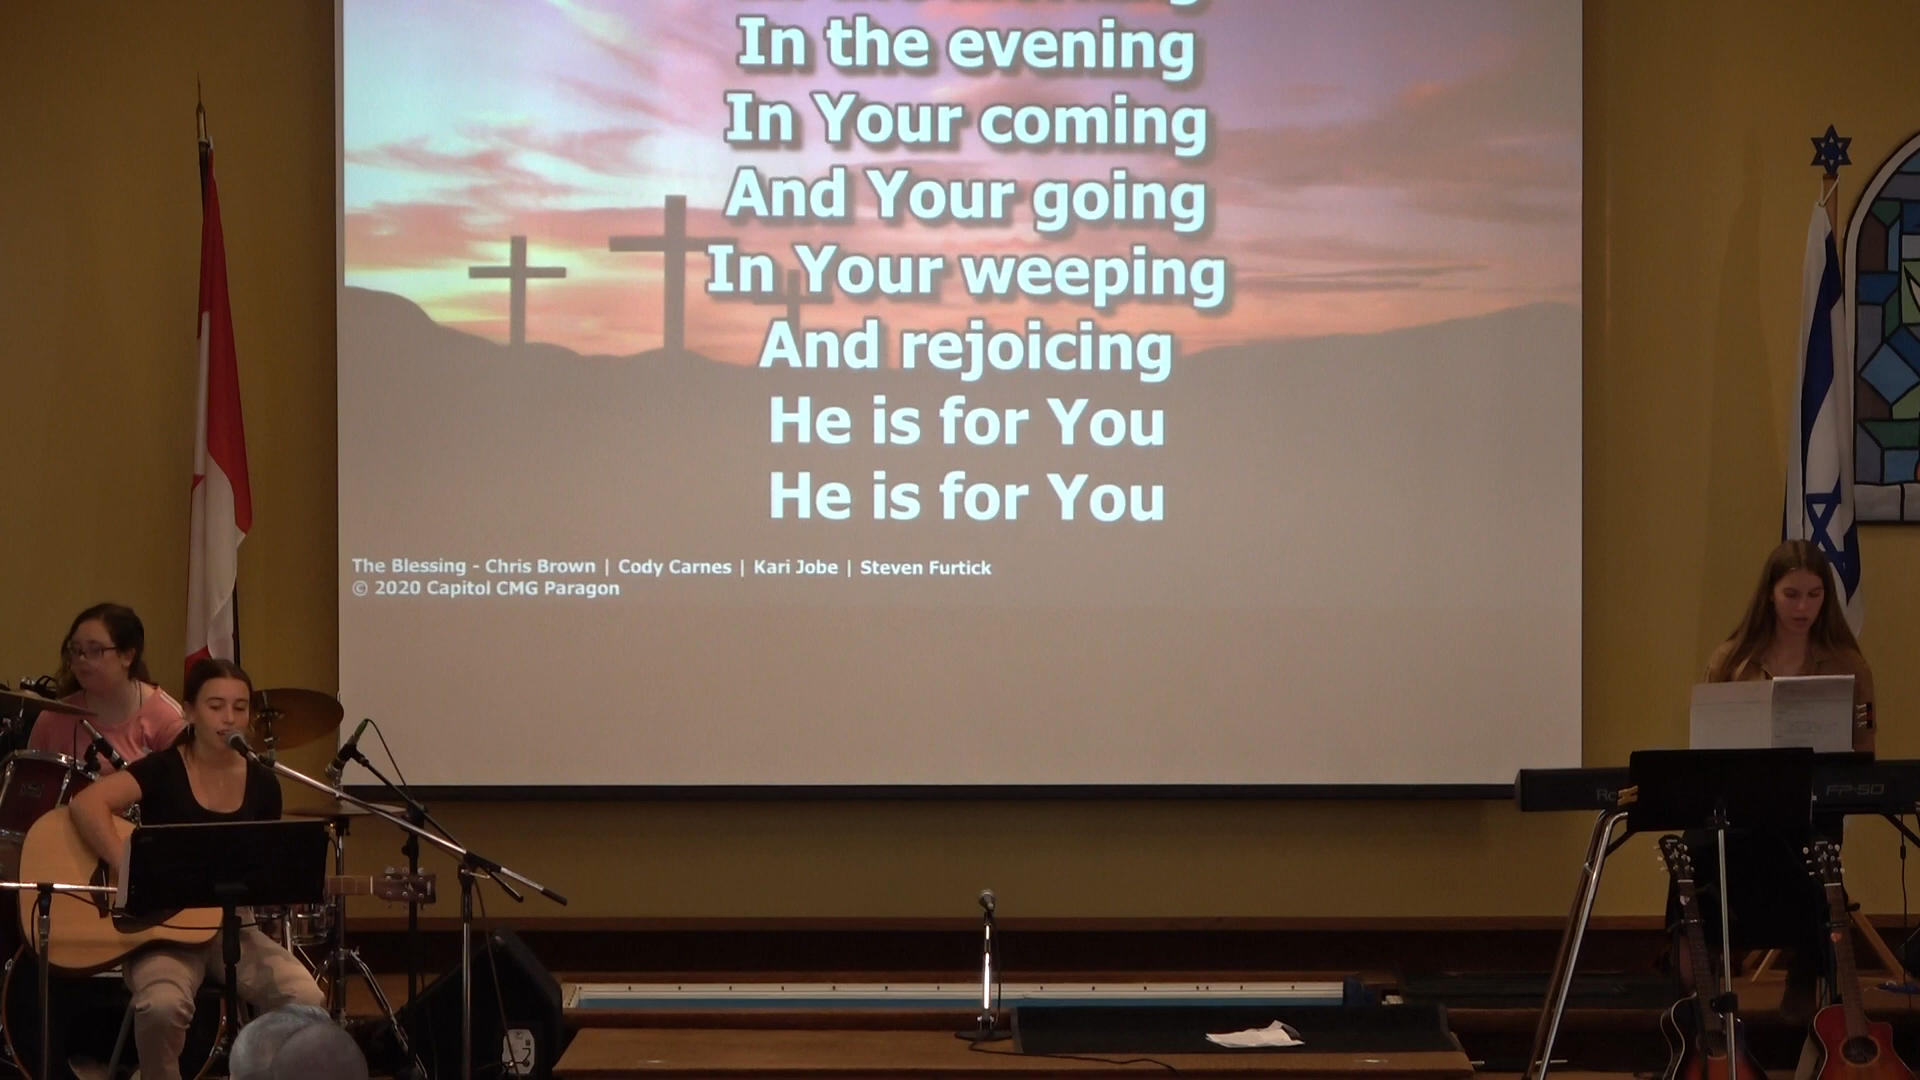 In the evening
In Your coming
And Your going
In Your weeping
And rejoicing
He is for You
He is for You
The Blessing - Chris Brown | Cody Carnes | Kari Jobe | Steven Furtick
© 2020 Capitol CMG Paragon
FP-50